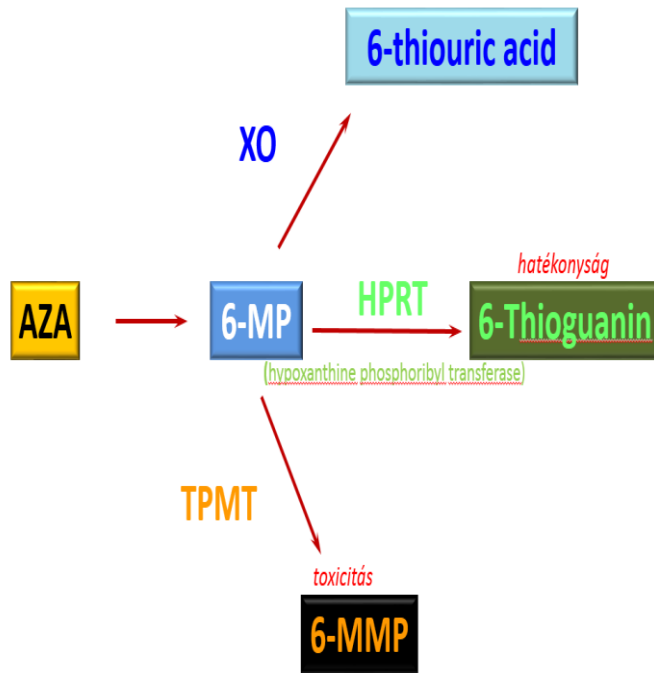 6-thiouric acid
XO
hatékonyság
AZA
6-MP
HPRT
6-Thioguanin
(hypoxanthine phosphoribyl transferase)
TPMT
toxicitás
6-MMP